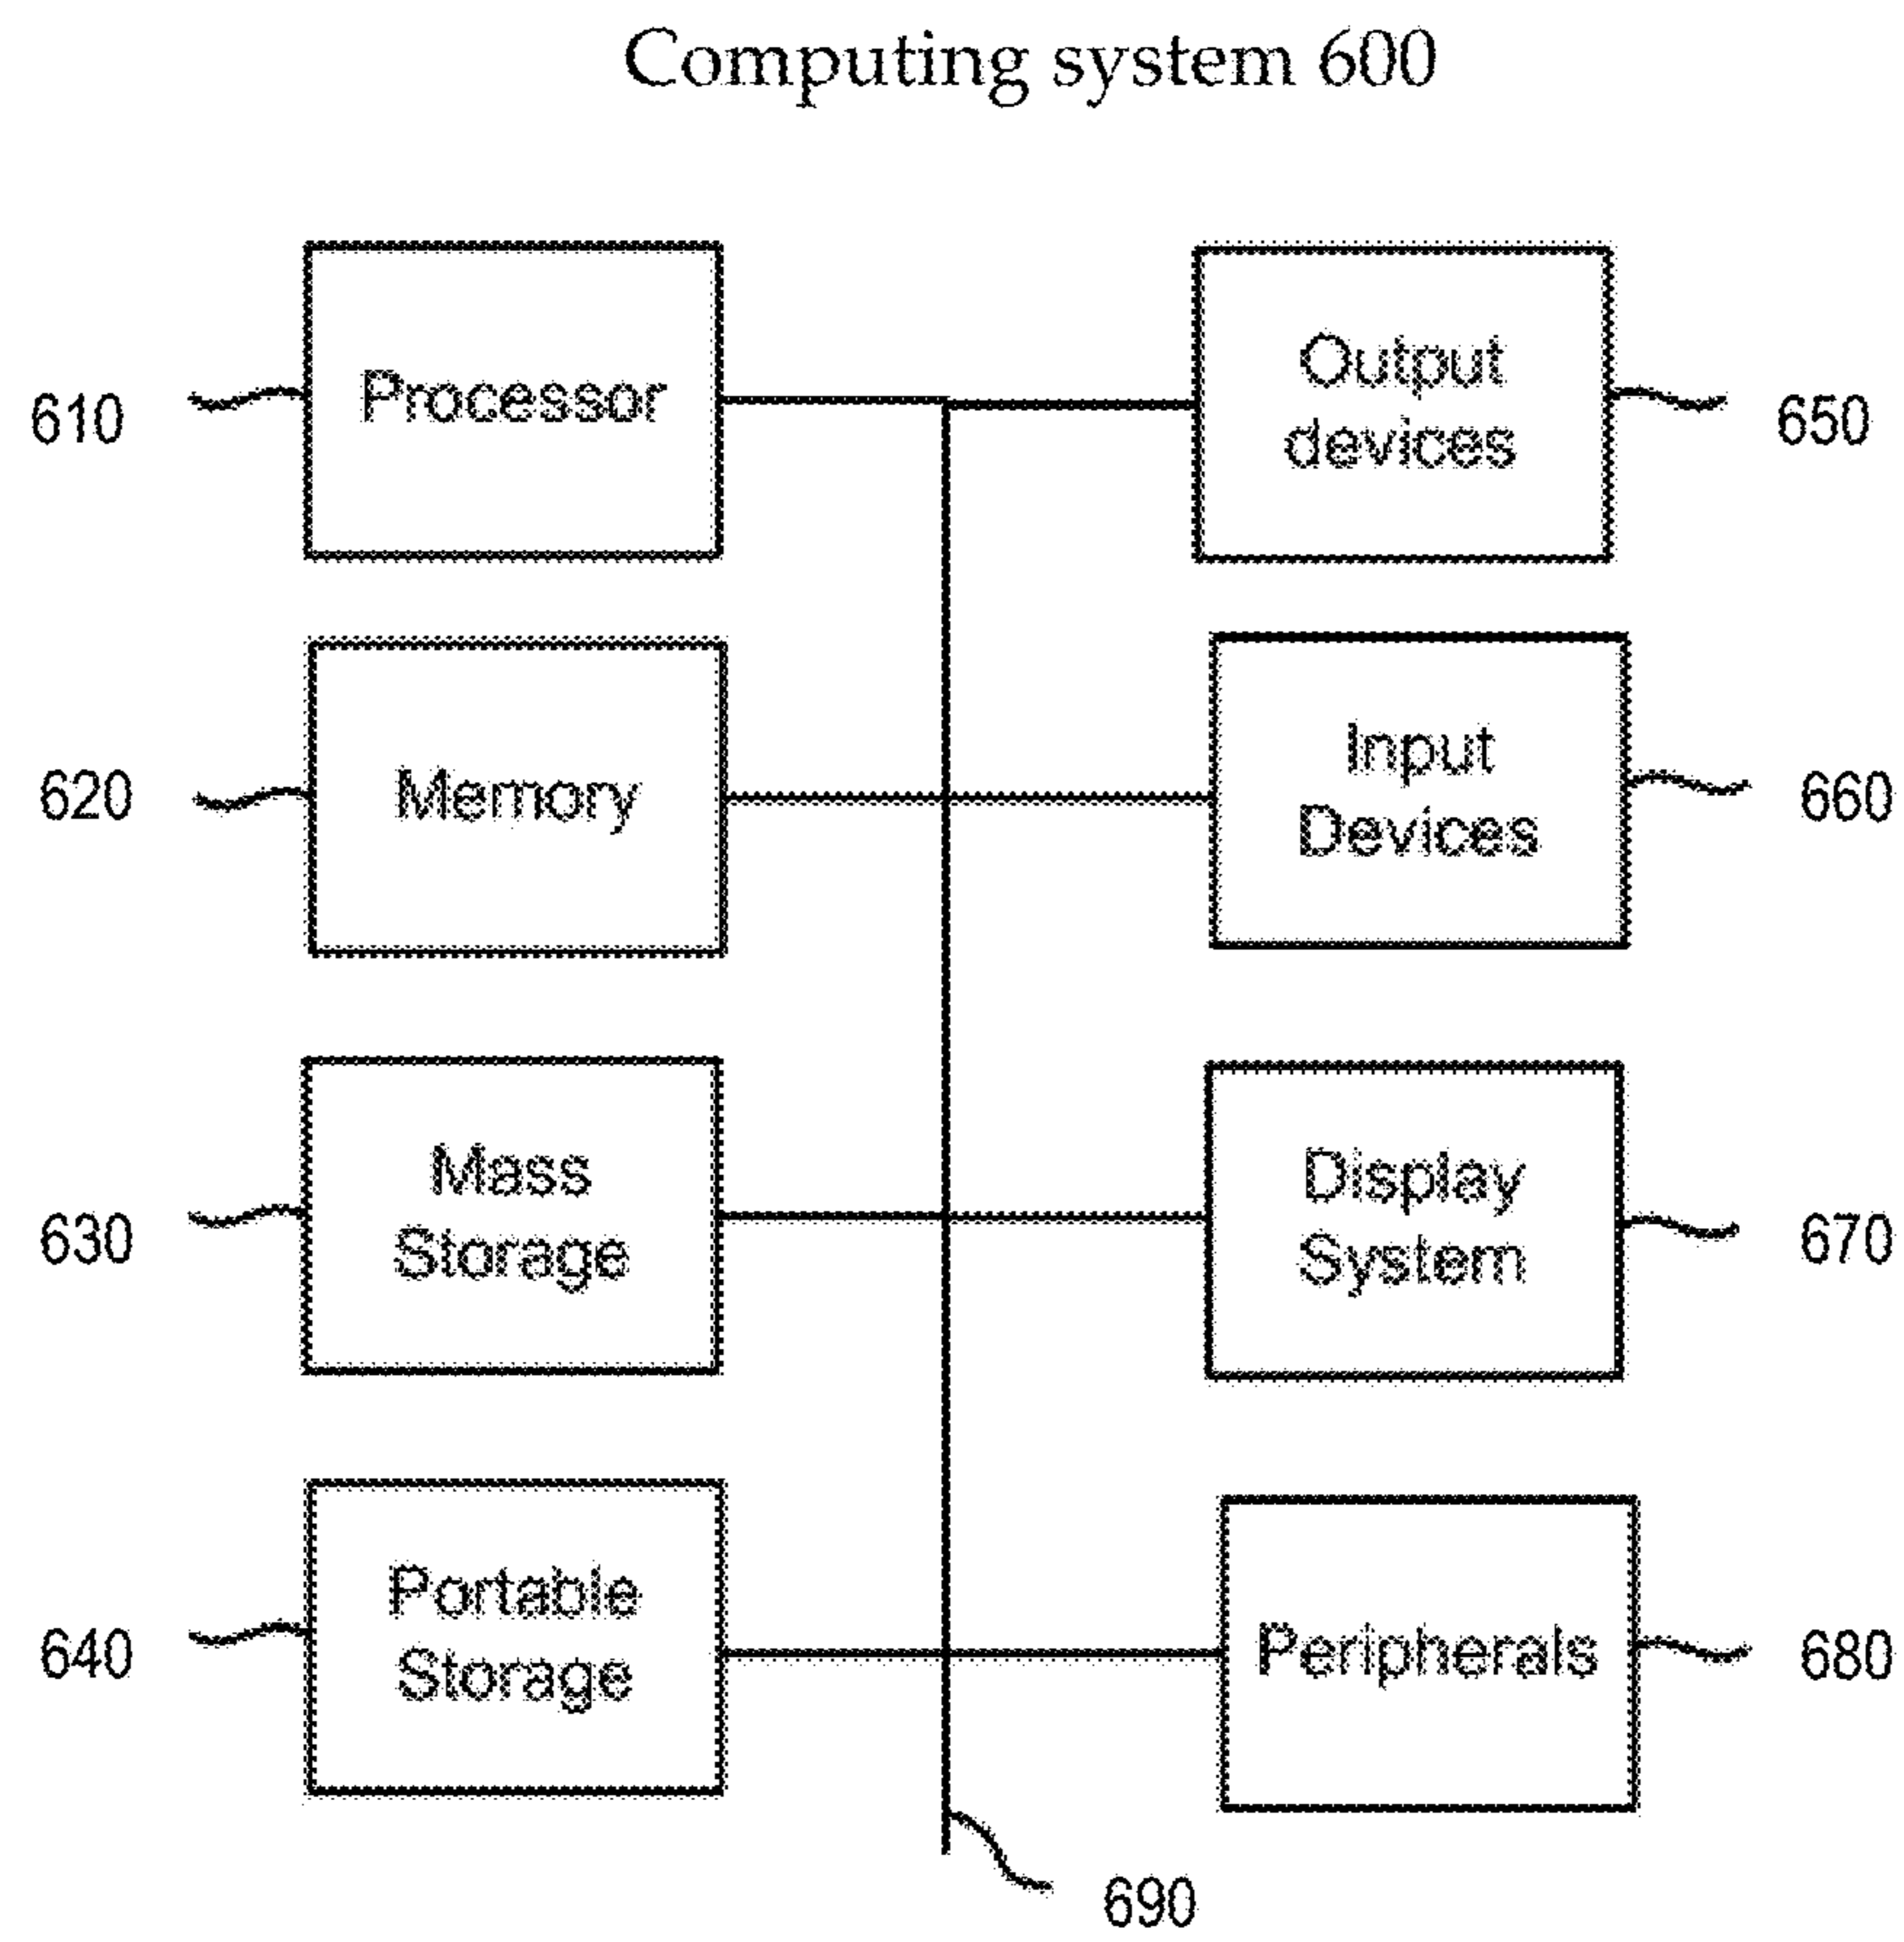 Computing system 600
610
Processor
Output
devices
650
620
Memory
Input
Devices
660
630
Mass
Storage
Display
System
670
640
Portable
Storage
Peripherals
680
690